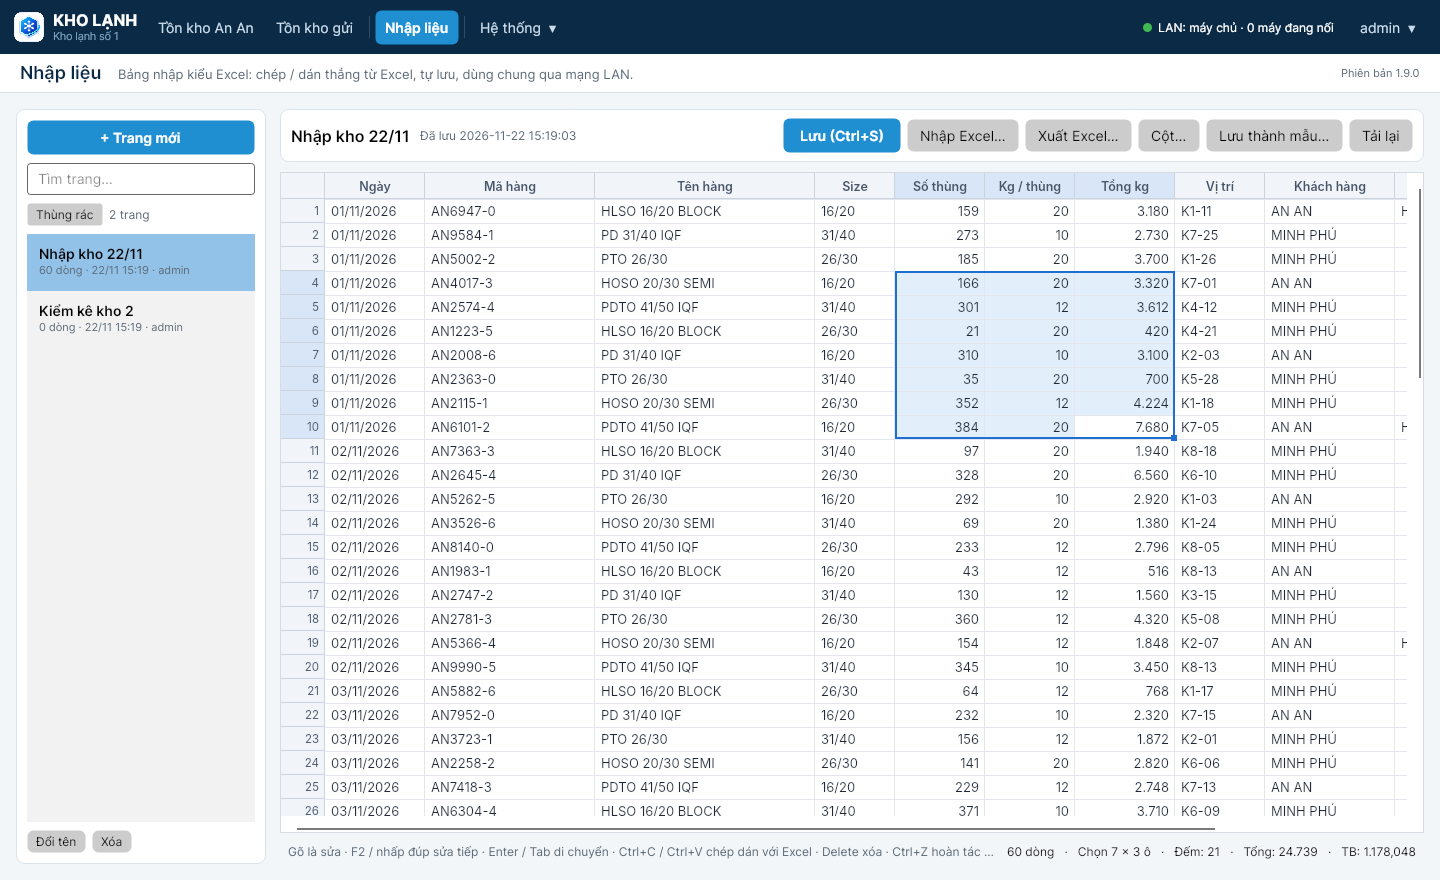 KHO LẠNH
Kho lạnh số 1
Tồn kho An An
Tồn kho gửi
Nhập liệu
Hệ thống ▾
LAN: máy chủ · 0 máy đang nối
admin ▾
Nhập liệu
Bảng nhập kiểu Excel: chép / dán thẳng từ Excel, tự lưu, dùng chung qua mạng LAN.
Phiên bản 1.9.0
+ Trang mới
Tìm trang...
Thùng rác
2 trang
Nhập kho 22/11
60 dòng · 22/11 15:19 · admin
Kiểm kê kho 2
0 dòng · 22/11 15:19 · admin
Đổi tên
Xóa
Nhập kho 22/11
Đã lưu 2026-11-22 15:19:03
Lưu (Ctrl+S)
Nhập Excel...
Xuất Excel...
Cột...
Lưu thành mẫu...
Tải lại
Ngày Mã hàng Tên hàng Size Số thùng Kg / thùng Tổng kg Vị trí Khách hàng
1 01/11/2026 AN6947-0 HLSO 16/20 BLOCK 16/20 159 20 3.180 K1-11 AN AN H
2 01/11/2026 AN9584-1 PD 31/40 IQF 31/40 273 10 2.730 K7-25 MINH PHÚ
3 01/11/2026 AN5002-2 PTO 26/30 26/30 185 20 3.700 K1-26 MINH PHÚ
4 01/11/2026 AN4017-3 HOSO 20/30 SEMI 16/20 166 20 3.320 K7-01 AN AN
5 01/11/2026 AN2574-4 PDTO 41/50 IQF 31/40 301 12 3.612 K4-12 MINH PHÚ
6 01/11/2026 AN1223-5 HLSO 16/20 BLOCK 26/30 21 20 420 K4-21 MINH PHÚ
7 01/11/2026 AN2008-6 PD 31/40 IQF 16/20 310 10 3.100 K2-03 AN AN
8 01/11/2026 AN2363-0 PTO 26/30 31/40 35 20 700 K5-28 MINH PHÚ
9 01/11/2026 AN2115-1 HOSO 20/30 SEMI 26/30 352 12 4.224 K1-18 MINH PHÚ
10 01/11/2026 AN6101-2 PDTO 41/50 IQF 16/20 384 20 7.680 K7-05 AN AN H
11 02/11/2026 AN7363-3 HLSO 16/20 BLOCK 31/40 97 20 1.940 K8-18 MINH PHÚ
12 02/11/2026 AN2645-4 PD 31/40 IQF 26/30 328 20 6.560 K6-10 MINH PHÚ
13 02/11/2026 AN5262-5 PTO 26/30 16/20 292 10 2.920 K1-03 AN AN
14 02/11/2026 AN3526-6 HOSO 20/30 SEMI 31/40 69 20 1.380 K1-24 MINH PHÚ
15 02/11/2026 AN8140-0 PDTO 41/50 IQF 26/30 233 12 2.796 K8-05 MINH PHÚ
16 02/11/2026 AN1983-1 HLSO 16/20 BLOCK 16/20 43 12 516 K8-13 AN AN
17 02/11/2026 AN2747-2 PD 31/40 IQF 31/40 130 12 1.560 K3-15 MINH PHÚ
18 02/11/2026 AN2781-3 PTO 26/30 26/30 360 12 4.320 K5-08 MINH PHÚ
19 02/11/2026 AN5366-4 HOSO 20/30 SEMI 16/20 154 12 1.848 K2-07 AN AN H
20 02/11/2026 AN9990-5 PDTO 41/50 IQF 31/40 345 10 3.450 K8-13 MINH PHÚ
21 03/11/2026 AN5882-6 HLSO 16/20 BLOCK 26/30 64 12 768 K1-17 MINH PHÚ
22 03/11/2026 AN7952-0 PD 31/40 IQF 16/20 232 10 2.320 K7-15 AN AN
23 03/11/2026 AN3723-1 PTO 26/30 31/40 156 12 1.872 K2-01 MINH PHÚ
24 03/11/2026 AN2258-2 HOSO 20/30 SEMI 26/30 141 20 2.820 K6-06 MINH PHÚ
25 03/11/2026 AN7418-3 PDTO 41/50 IQF 16/20 229 12 2.748 K7-13 AN AN
26 03/11/2026 AN6304-4 HLSO 16/20 BLOCK 31/40 371 10 3.710 K6-09 MINH PHÚ
Gõ là sửa · F2 / nhấp đúp sửa tiếp · Enter / Tab di chuyển · Ctrl+C / Ctrl+V chép dán với Excel · Delete xóa · Ctrl+Z hoàn tác ...
60 dòng · Chọn 7 × 3 ô · Đếm: 21 · Tổng: 24.739 · TB: 1.178,048